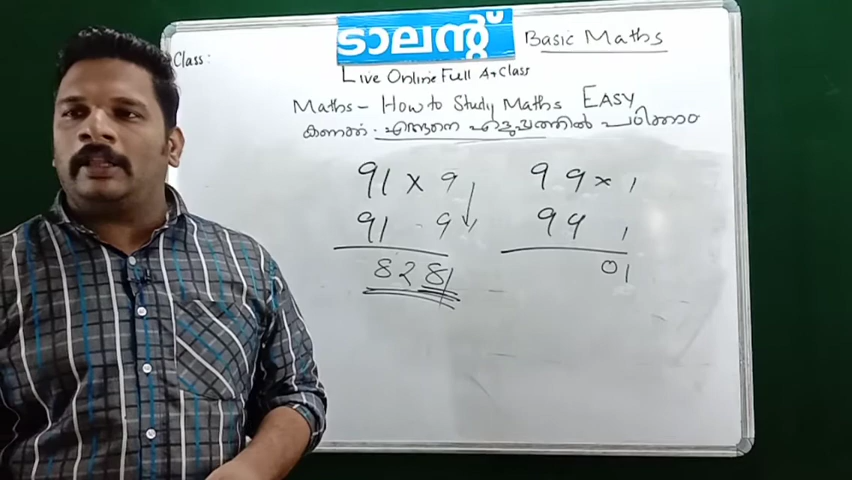 Class:
ടാലന്റ്
Basic Maths
Live Online Full A+ Class
Maths - How to Study Maths EASY
കണക്ക് . എങ്ങനെ എളുപ്പത്തിൽ പഠിക്കാം
91 x 9
91 9
8281
99 x 1
99 1
01